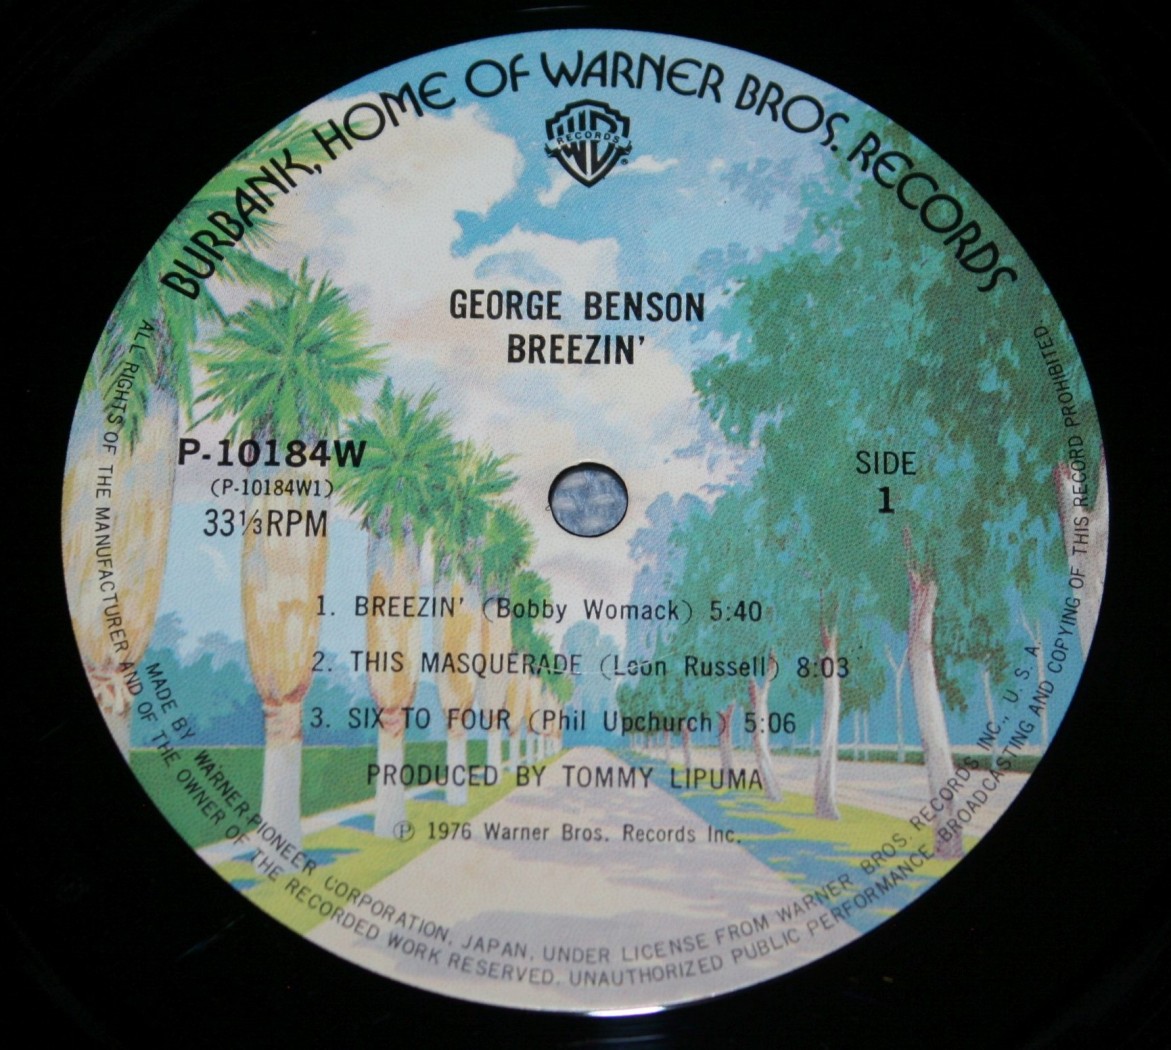 BURBANK, HOME OF WARNER BROS. RECORDS
WB
RECORDS
®
GEORGE BENSON
BREEZIN'
P-10184W
(P-10184W1)
33⅓RPM
SIDE
1
1. BREEZIN' (Bobby Womack) 5:40
2. THIS MASQUERADE (Leon Russell) 8:03
3. SIX TO FOUR (Phil Upchurch) 5:06
PRODUCED BY TOMMY LIPUMA
Ⓟ 1976 Warner Bros. Records Inc.
MADE BY WARNER-PIONEER CORPORATION, JAPAN, UNDER LICENSE FROM WARNER BROS. RECORDS INC., U. S. A.
ALL RIGHTS OF THE MANUFACTURER AND OF THE OWNER OF THE RECORDED WORK RESERVED. UNAUTHORIZED PUBLIC PERFORMANCE, BROADCASTING AND COPYING OF THIS RECORD PROHIBITED.